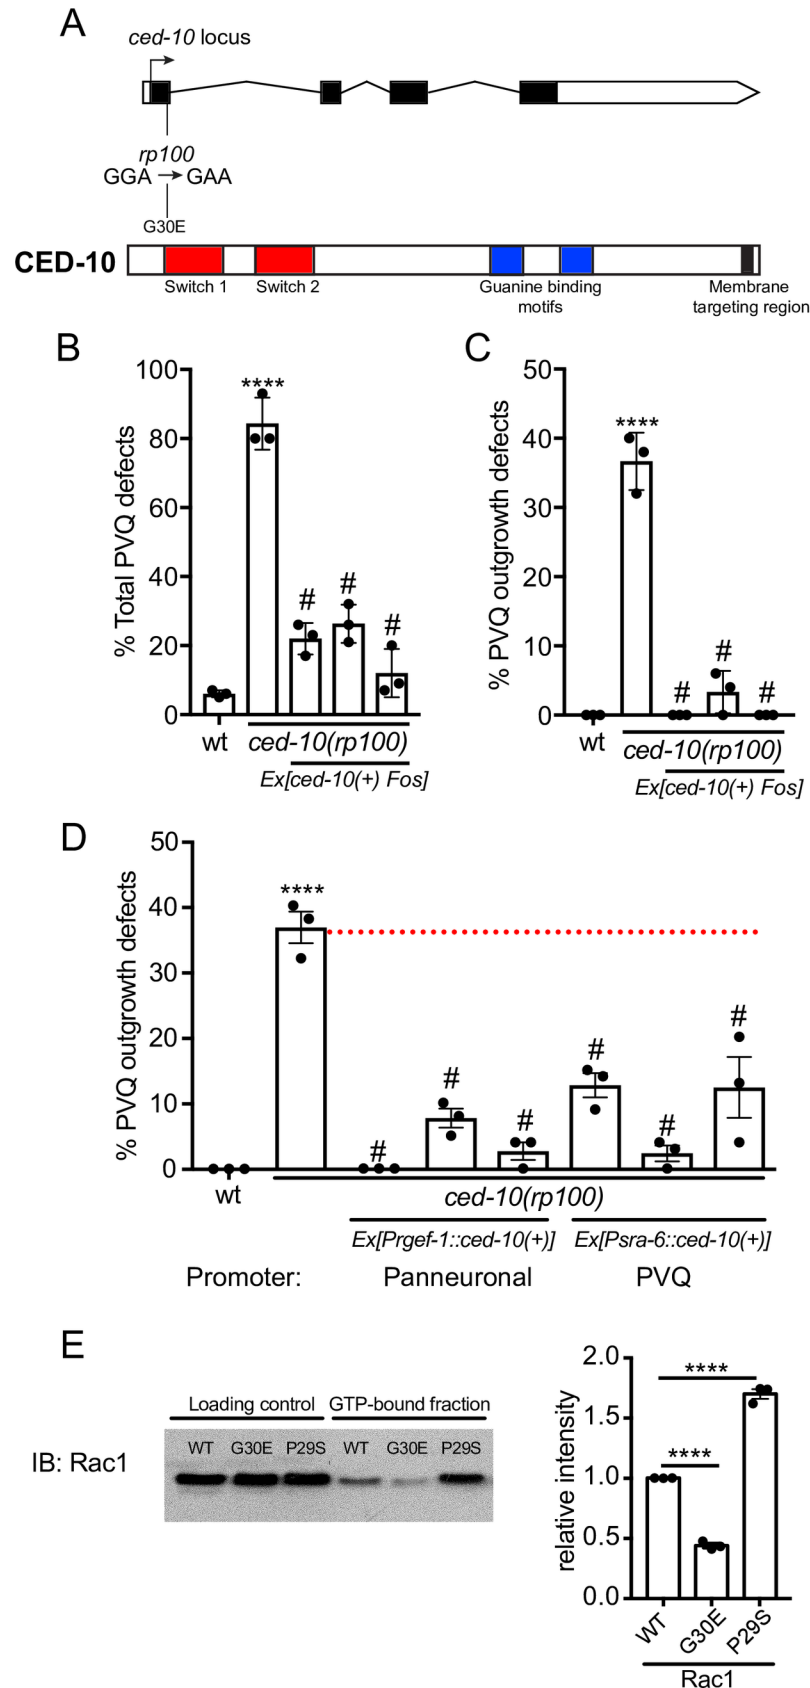 A
ced-10 locus
rp100
GGA → GAA
G30E
CED-10
Switch 1
Switch 2
Guanine binding
motifs
Membrane
targeting region
B
% Total PVQ defects
100
80
60
40
20
0
****
#
#
#
wt
ced-10(rp100)
Ex[ced-10(+) Fos]
C
% PVQ outgrowth defects
50
40
30
20
10
0
****
#
#
#
wt
ced-10(rp100)
Ex[ced-10(+) Fos]
D
% PVQ outgrowth defects
50
40
30
20
10
0
****
#
#
#
#
#
#
wt
ced-10(rp100)
Ex[Prgef-1::ced-10(+)]
Ex[Psra-6::ced-10(+)]
Promoter:
Panneuronal
PVQ
E
Loading control
GTP-bound fraction
WT G30E P29S WT G30E P29S
IB: Rac1
relative intensity
2.0
1.5
1.0
0.5
0.0
****
****
WT
G30E
P29S
Rac1